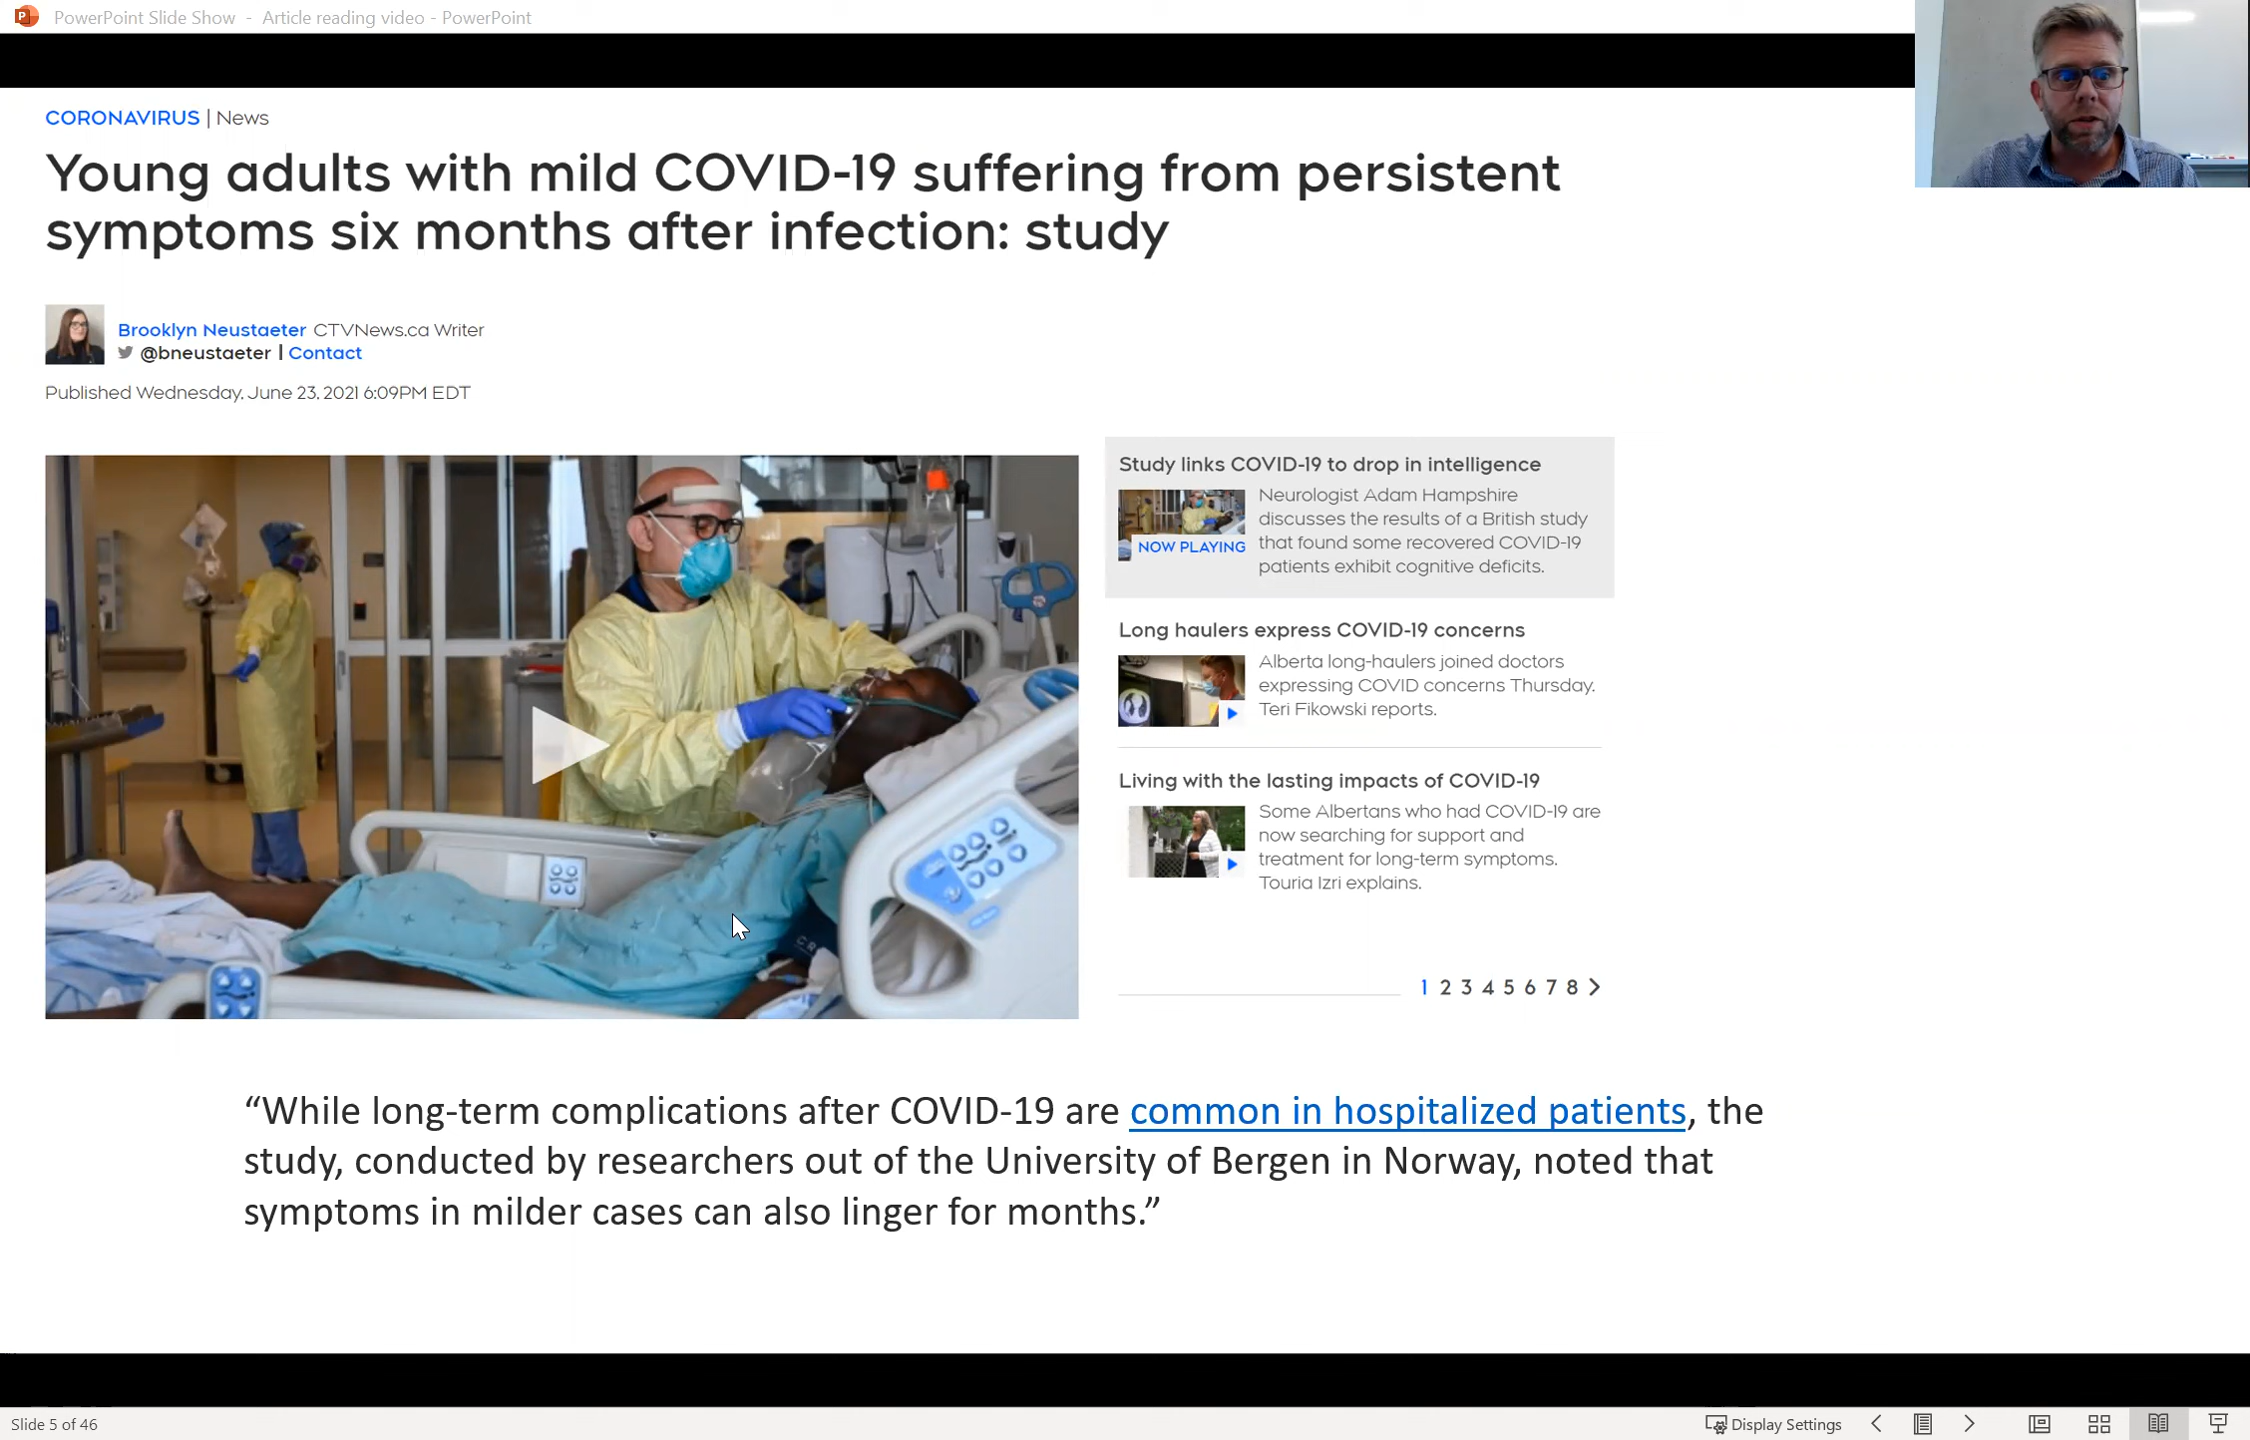 PowerPoint Slide Show - Article reading video - PowerPoint
CORONAVIRUS | News
Young adults with mild COVID-19 suffering from persistent
symptoms six months after infection: study
Brooklyn Neustaeter CTVNews.ca Writer
@bneustaeter | Contact
Published Wednesday, June 23, 2021 6:09PM EDT
Study links COVID-19 to drop in intelligence
Neurologist Adam Hampshire
discusses the results of a British study
that found some recovered COVID-19
patients exhibit cognitive deficits.
NOW PLAYING
Long haulers express COVID-19 concerns
Alberta long-haulers joined doctors
expressing COVID concerns Thursday.
Teri Fikowski reports.
Living with the lasting impacts of COVID-19
Some Albertans who had COVID-19 are
now searching for support and
treatment for long-term symptoms.
Touria Izri explains.
1 2 3 4 5 6 7 8
“While long-term complications after COVID-19 are common in hospitalized patients, the
study, conducted by researchers out of the University of Bergen in Norway, noted that
symptoms in milder cases can also linger for months.”
Slide 5 of 46
Display Settings